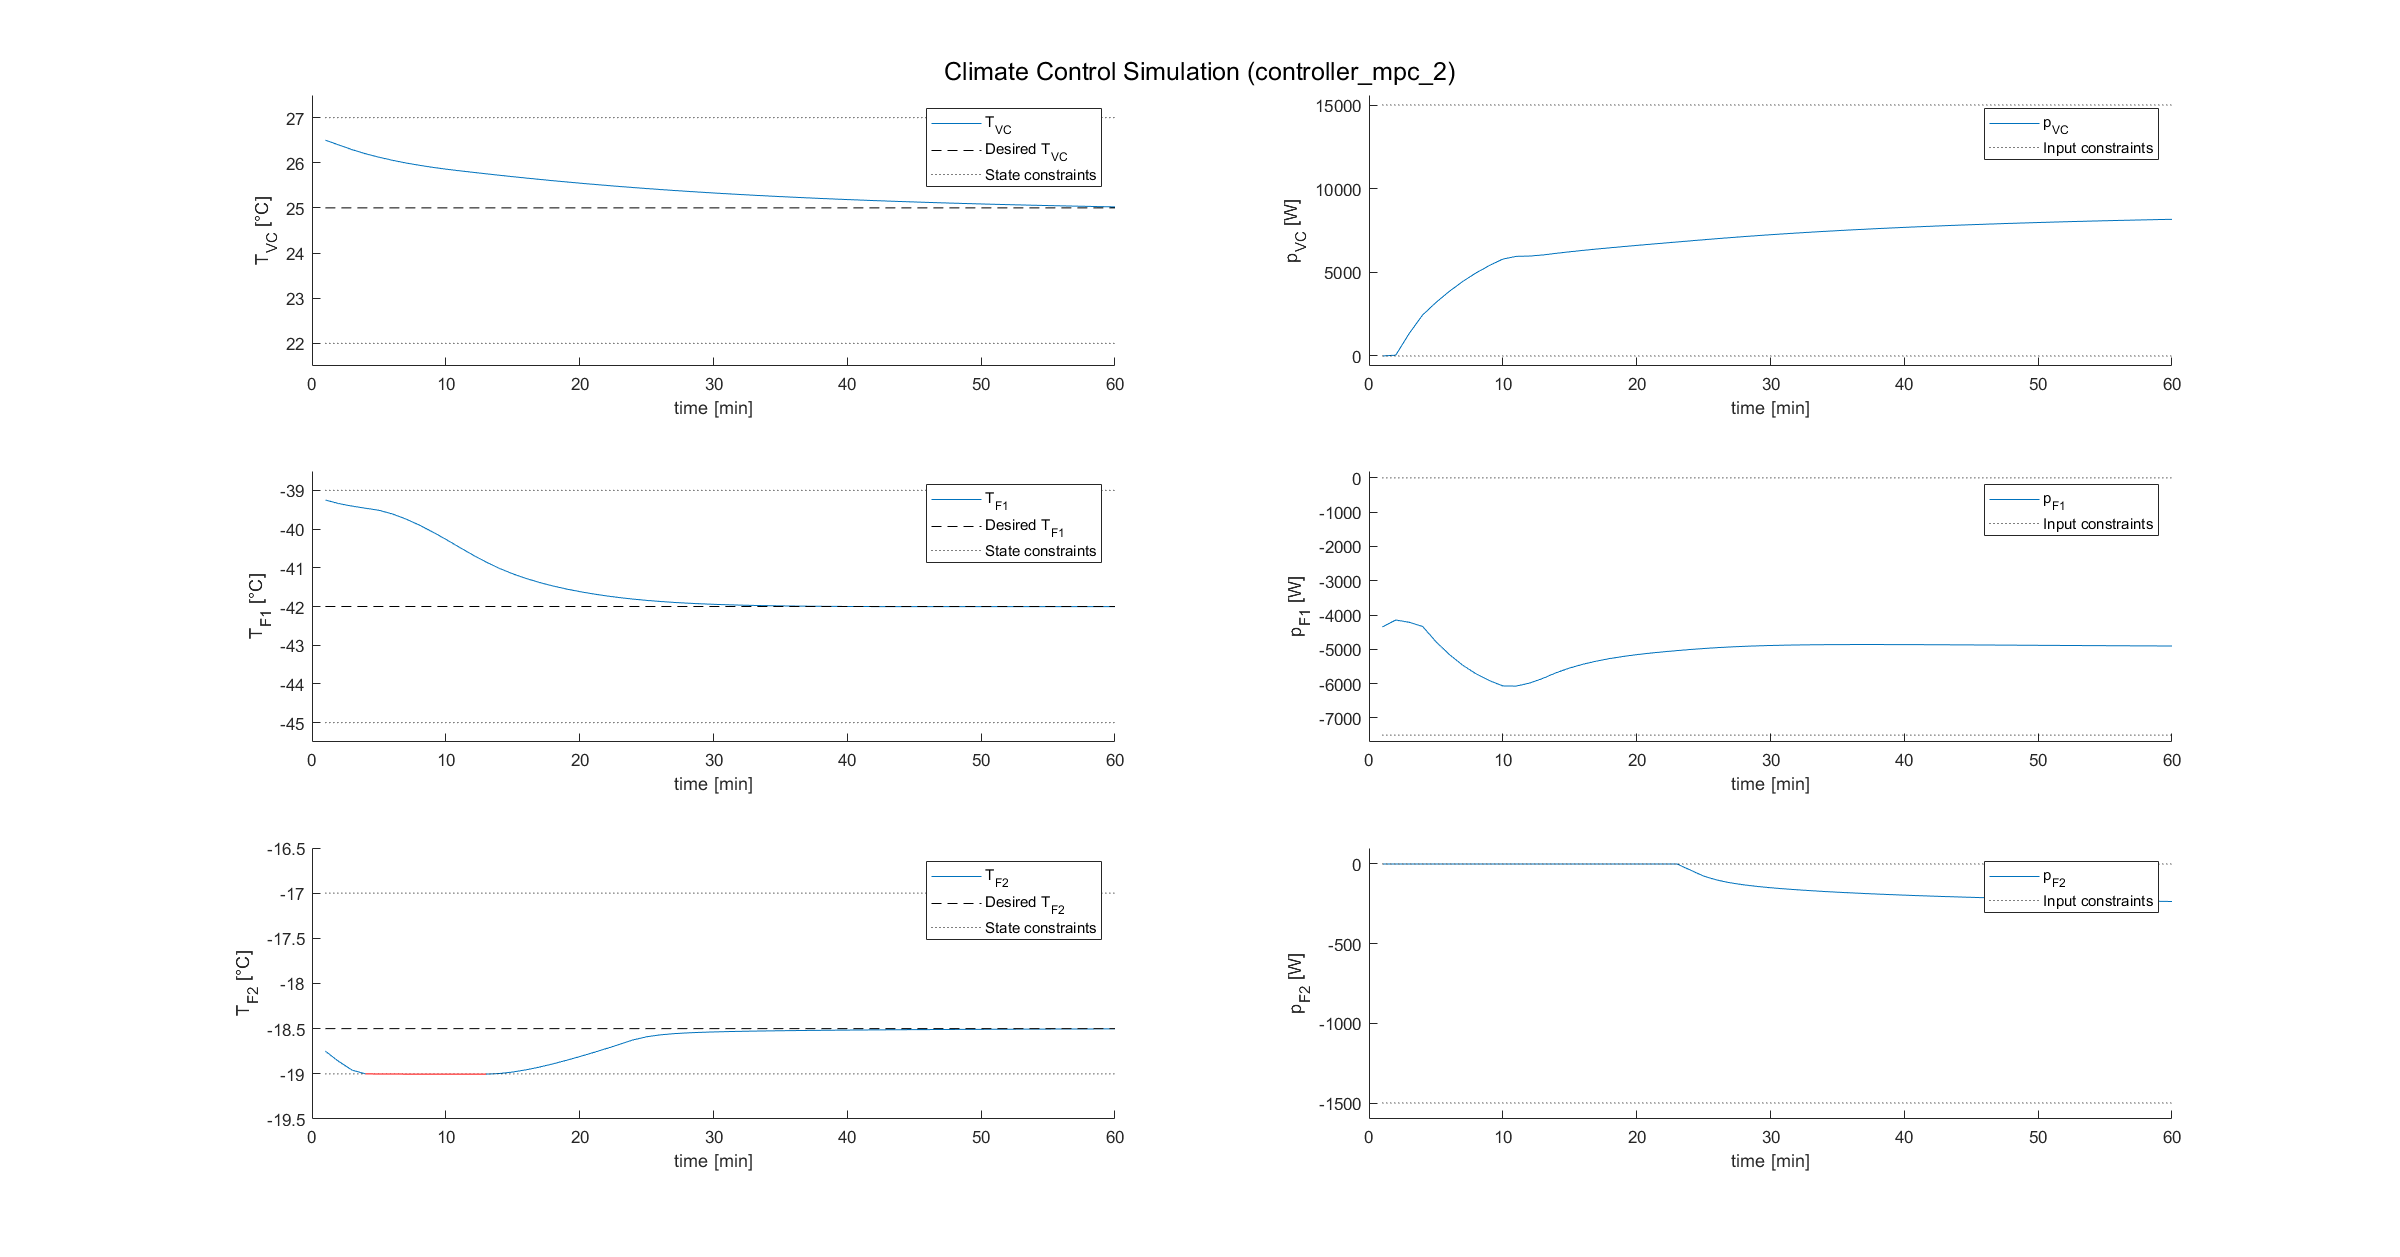 Climate Control Simulation (controller_mpc_2)
27
26
25
24
23
22
T_VC [°C]
0 10 20 30 40 50 60
time [min]
T_VC
Desired T_VC
State constraints
15000
10000
5000
0
p_VC [W]
0 10 20 30 40 50 60
time [min]
p_VC
Input constraints
-39
-40
-41
-42
-43
-44
-45
T_F1 [°C]
0 10 20 30 40 50 60
time [min]
T_F1
Desired T_F1
State constraints
0
-1000
-2000
-3000
-4000
-5000
-6000
-7000
p_F1 [W]
0 10 20 30 40 50 60
time [min]
p_F1
Input constraints
-16.5
-17
-17.5
-18
-18.5
-19
-19.5
T_F2 [°C]
0 10 20 30 40 50 60
time [min]
T_F2
Desired T_F2
State constraints
0
-500
-1000
-1500
p_F2 [W]
0 10 20 30 40 50 60
time [min]
p_F2
Input constraints